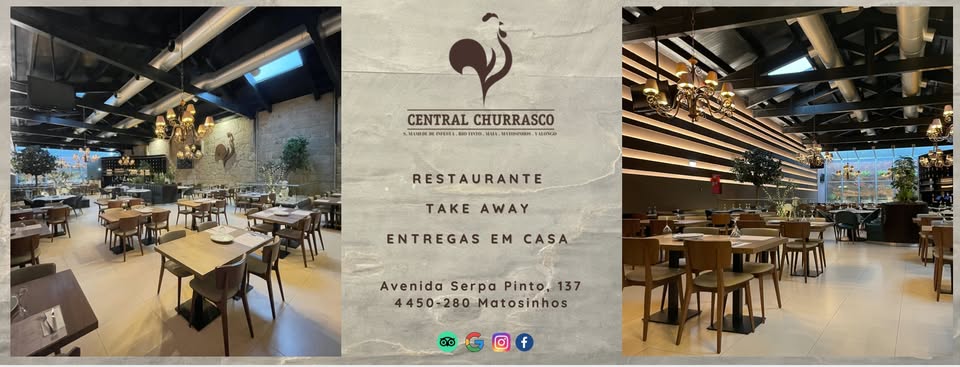 CENTRAL CHURRASCO
S. MAMEDE DE INFESTA . RIO TINTO . MAIA . MATOSINHOS . VALONGO
RESTAURANTE
TAKE AWAY
ENTREGAS EM CASA
Avenida Serpa Pinto, 137
4450-280 Matosinhos